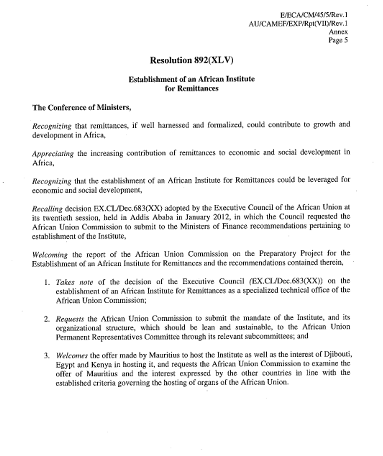 E/ECA/CM/45/5/Rev.1
AU/CAMEF/EXP/Rpt(VII)/Rev.1
Annex
Page 5
Resolution 892(XLV)
Establishment of an African Institute
for Remittances
The Conference of Ministers,
Recognizing that remittances, if well harnessed and formalized, could contribute to growth and
development in Africa,
Appreciating the increasing contribution of remittances to economic and social development in
Africa,
Recognizing that the establishment of an African Institute for Remittances could be leveraged for
economic and social development,
Recalling decision EX.CL/Dec.683(XX) adopted by the Executive Council of the African Union at
its twentieth session, held in Addis Ababa in January 2012, in which the Council requested the
African Union Commission to submit to the Ministers of Finance recommendations pertaining to
establishment of the Institute,
Welcoming the report of the African Union Commission on the Preparatory Project for the
Establishment of an African Institute for Remittances and the recommendations contained therein,
1. Takes note of the decision of the Executive Council (EX.CL/Dec.683(XX)) on the
establishment of an African Institute for Remittances as a specialized technical office of the
African Union Commission;
2. Requests the African Union Commission to submit the mandate of the Institute, and its
organizational structure, which should be lean and sustainable, to the African Union
Permanent Representatives Committee through its relevant subcommittees; and
3. Welcomes the offer made by Mauritius to host the Institute as well as the interest of Djibouti,
Egypt and Kenya in hosting it, and requests the African Union Commission to examine the
offer of Mauritius and the interest expressed by the other countries in line with the
established criteria governing the hosting of organs of the African Union.